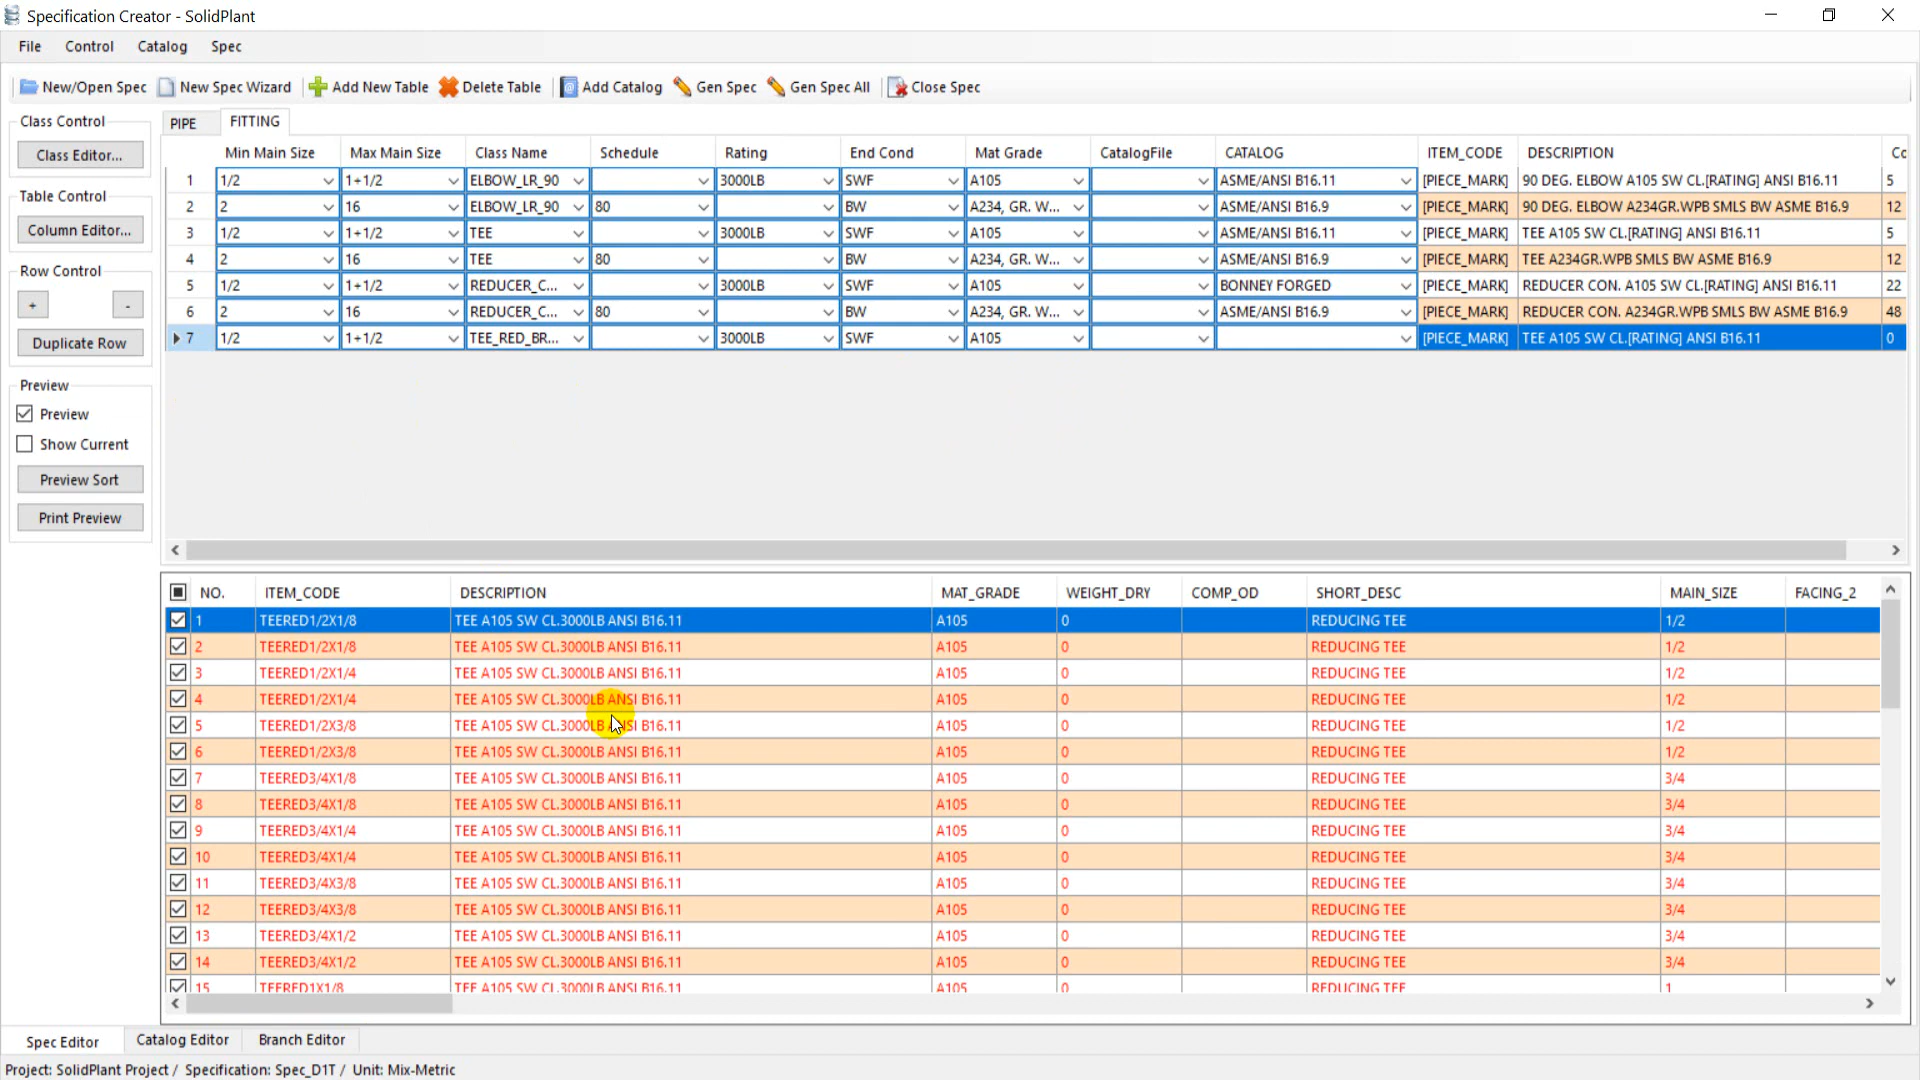 Specification Creator - SolidPlant
File Control Catalog Spec
New/Open Spec New Spec Wizard Add New Table Delete Table Add Catalog Gen Spec Gen Spec All Close Spec
Class Control
Class Editor...
Table Control
Column Editor...
Row Control
+ -
Duplicate Row
Preview
Preview
Show Current
Preview Sort
Print Preview
PIPE FITTING
Min Main Size Max Main Size Class Name Schedule Rating End Cond Mat Grade CatalogFile CATALOG ITEM_CODE DESCRIPTION
1 1/2 1+1/2 ELBOW_LR_90 3000LB SWF A105 ASME/ANSI B16.11 [PIECE_MARK] 90 DEG. ELBOW A105 SW CL.[RATING] ANSI B16.11 5
2 2 16 ELBOW_LR_90 80 BW A234, GR. W... ASME/ANSI B16.9 [PIECE_MARK] 90 DEG. ELBOW A234GR.WPB SMLS BW ASME B16.9 12
3 1/2 1+1/2 TEE 3000LB SWF A105 ASME/ANSI B16.11 [PIECE_MARK] TEE A105 SW CL.[RATING] ANSI B16.11 5
4 2 16 TEE 80 BW A234, GR. W... ASME/ANSI B16.9 [PIECE_MARK] TEE A234GR.WPB SMLS BW ASME B16.9 12
5 1/2 1+1/2 REDUCER_C... 3000LB SWF A105 BONNEY FORGED [PIECE_MARK] REDUCER CON. A105 SW CL.[RATING] ANSI B16.11 22
6 2 16 REDUCER_C... 80 BW A234, GR. W... ASME/ANSI B16.9 [PIECE_MARK] REDUCER CON. A234GR.WPB SMLS BW ASME B16.9 48
7 1/2 1+1/2 TEE_RED_BR... 3000LB SWF A105 [PIECE_MARK] TEE A105 SW CL.[RATING] ANSI B16.11 0
NO. ITEM_CODE DESCRIPTION MAT_GRADE WEIGHT_DRY COMP_OD SHORT_DESC MAIN_SIZE FACING_2
1 TEERED1/2X1/8 TEE A105 SW CL.3000LB ANSI B16.11 A105 0 REDUCING TEE 1/2
2 TEERED1/2X1/8 TEE A105 SW CL.3000LB ANSI B16.11 A105 0 REDUCING TEE 1/2
3 TEERED1/2X1/4 TEE A105 SW CL.3000LB ANSI B16.11 A105 0 REDUCING TEE 1/2
4 TEERED1/2X1/4 TEE A105 SW CL.3000LB ANSI B16.11 A105 0 REDUCING TEE 1/2
5 TEERED1/2X3/8 TEE A105 SW CL.3000LB ANSI B16.11 A105 0 REDUCING TEE 1/2
6 TEERED1/2X3/8 TEE A105 SW CL.3000LB ANSI B16.11 A105 0 REDUCING TEE 1/2
7 TEERED3/4X1/8 TEE A105 SW CL.3000LB ANSI B16.11 A105 0 REDUCING TEE 3/4
8 TEERED3/4X1/8 TEE A105 SW CL.3000LB ANSI B16.11 A105 0 REDUCING TEE 3/4
9 TEERED3/4X1/4 TEE A105 SW CL.3000LB ANSI B16.11 A105 0 REDUCING TEE 3/4
10 TEERED3/4X1/4 TEE A105 SW CL.3000LB ANSI B16.11 A105 0 REDUCING TEE 3/4
11 TEERED3/4X3/8 TEE A105 SW CL.3000LB ANSI B16.11 A105 0 REDUCING TEE 3/4
12 TEERED3/4X3/8 TEE A105 SW CL.3000LB ANSI B16.11 A105 0 REDUCING TEE 3/4
13 TEERED3/4X1/2 TEE A105 SW CL.3000LB ANSI B16.11 A105 0 REDUCING TEE 3/4
14 TEERED3/4X1/2 TEE A105 SW CL.3000LB ANSI B16.11 A105 0 REDUCING TEE 3/4
15 TEERED1X1/8 TEE A105 SW CL.3000LB ANSI B16.11 A105 0 REDUCING TEE 1
Spec Editor Catalog Editor Branch Editor
Project: SolidPlant Project / Specification: Spec_D1T / Unit: Mix-Metric